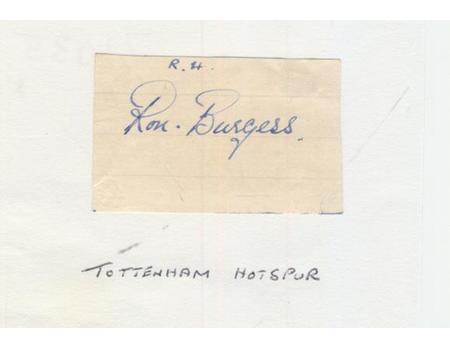 R. H.
Ron. Burgess.
TOTTENHAM HOTSPUR